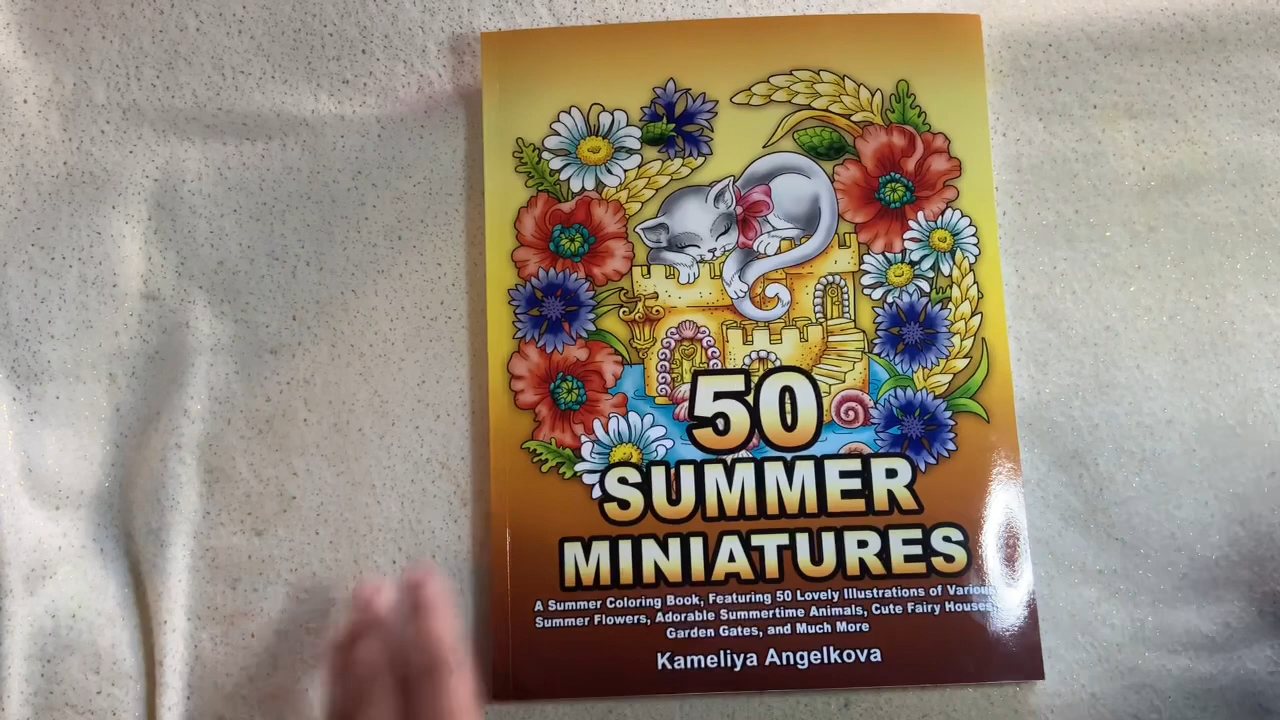 50
SUMMER
MINIATURES
A Summer Coloring Book, Featuring 50 Lovely Illustrations of Various
Summer Flowers, Adorable Summertime Animals, Cute Fairy Houses,
Garden Gates, and Much More
Kameliya Angelkova